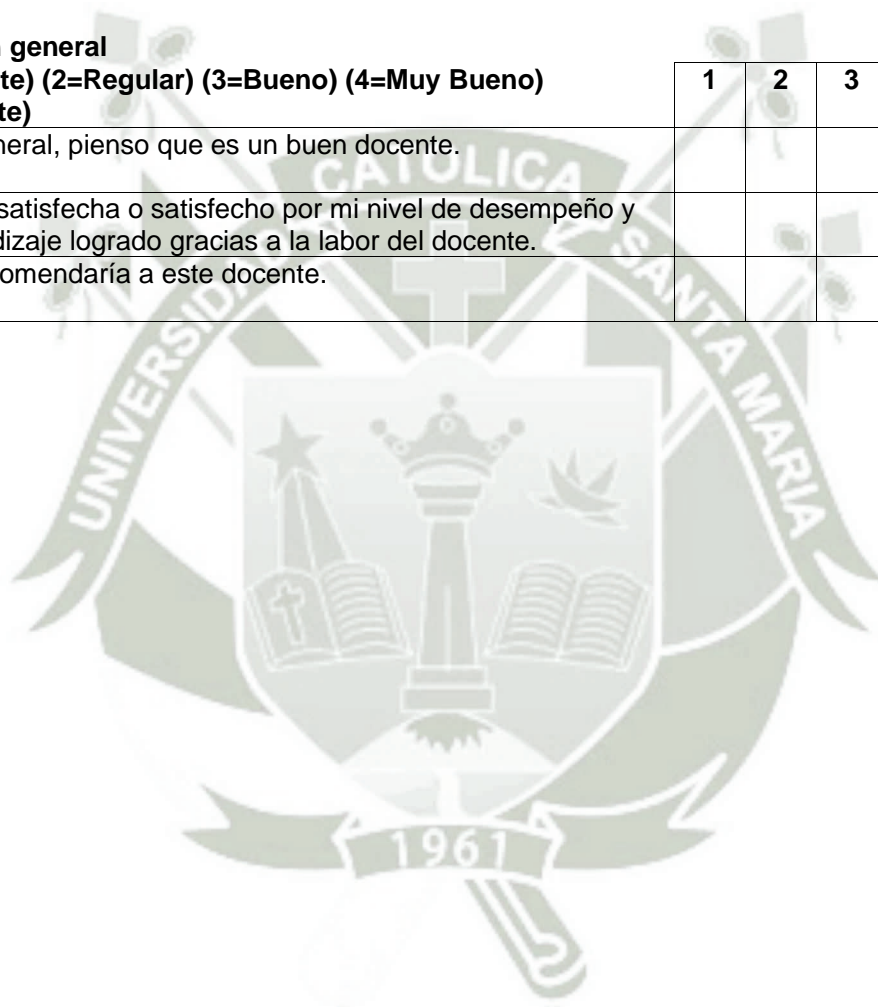 general
te) (2=Regular) (3=Bueno) (4=Muy Bueno)
te)
1 2 3
neral, pienso que es un buen docente.
satisfecha o satisfecho por mi nivel de desempeño y
dizaje logrado gracias a la labor del docente.
comendaría a este docente.
UNIVERSIDAD CATOLICA SANTA MARIA
1961